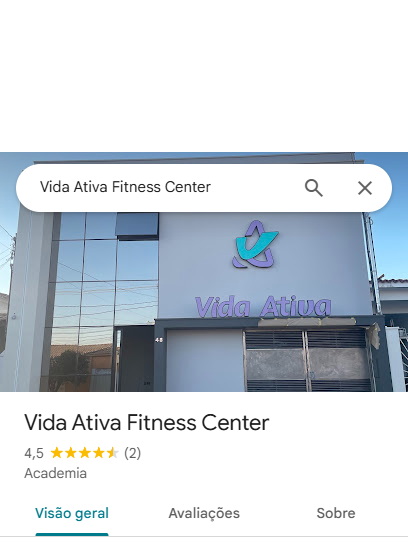 Vida Ativa Fitness Center
Vida Ativa
48
Vida Ativa Fitness Center
4,5 (2)
Academia
Visão geral Avaliações Sobre